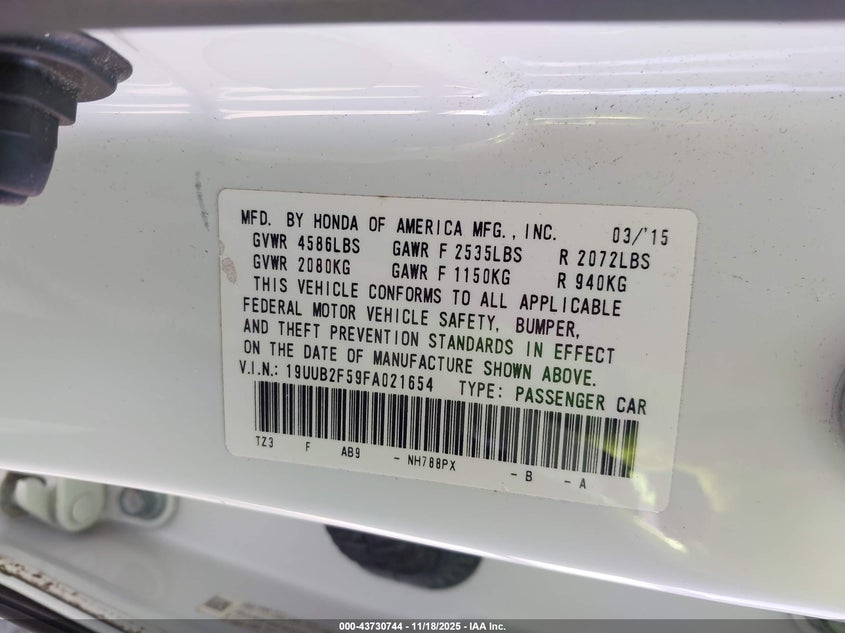 MFD. BY HONDA OF AMERICA MFG., INC. 03/'15
GVWR 4586LBS GAWR F 2535LBS R 2072LBS
GVWR 2080KG GAWR F 1150KG R 940KG
THIS VEHICLE CONFORMS TO ALL APPLICABLE
FEDERAL MOTOR VEHICLE SAFETY, BUMPER,
AND THEFT PREVENTION STANDARDS IN EFFECT
ON THE DATE OF MANUFACTURE SHOWN ABOVE.
V.I.N.: 19UUB2F59FA021654 TYPE: PASSENGER CAR
TZ3 F AB9 - NH788PX - B - A
000-43730744 - 11/18/2025 - IAA Inc.